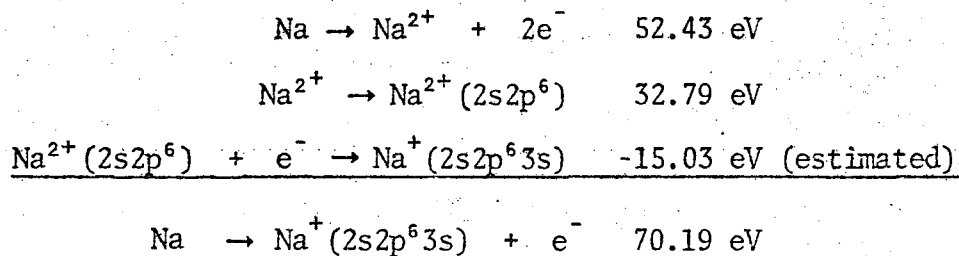 Na → Na²⁺ + 2e⁻ 52.43 eV
Na²⁺ → Na²⁺(2s2p⁶) 32.79 eV
Na²⁺(2s2p⁶) + e⁻ → Na⁺(2s2p⁶3s) -15.03 eV (estimated)
Na → Na⁺(2s2p⁶3s) + e⁻ 70.19 eV